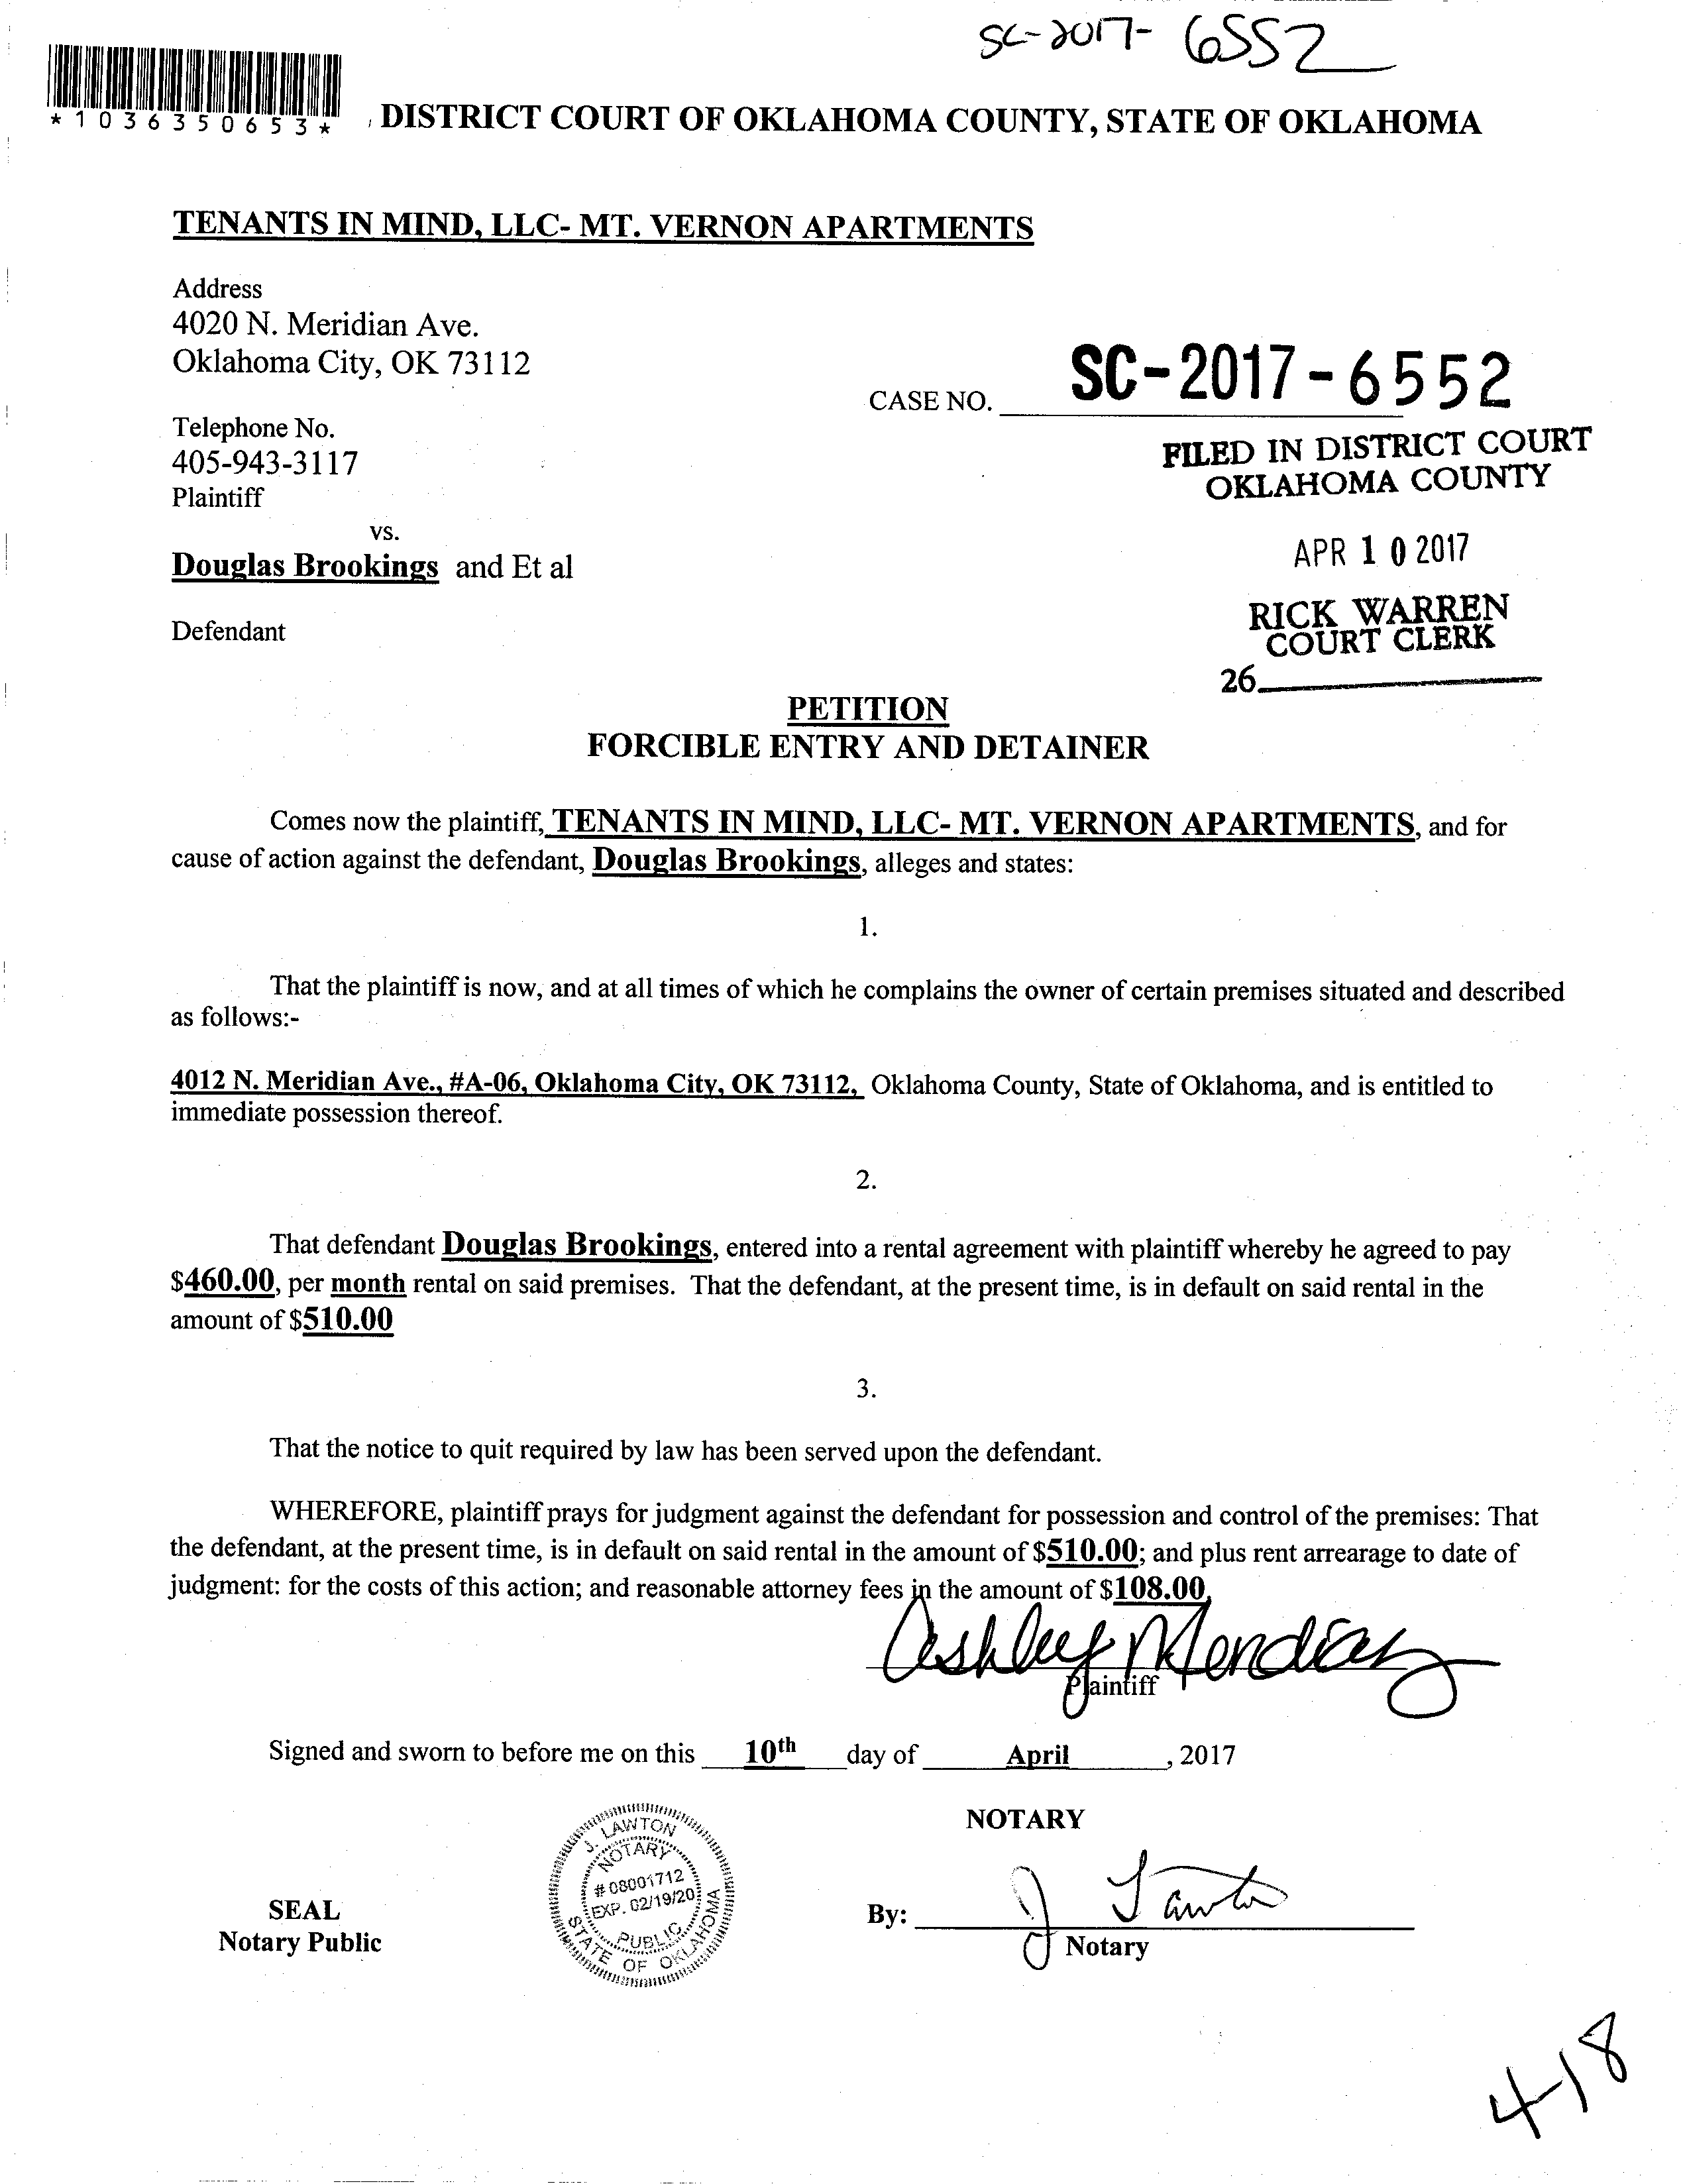 SC-2017-6552
*1036350653*
DISTRICT COURT OF OKLAHOMA COUNTY, STATE OF OKLAHOMA
TENANTS IN MIND, LLC- MT. VERNON APARTMENTS
Address
4020 N. Meridian Ave.
Oklahoma City, OK 73112
CASE NO. SC-2017-6552
Telephone No.
405-943-3117
Plaintiff
FILED IN DISTRICT COURT
OKLAHOMA COUNTY
vs.
Douglas Brookings and Et al
APR 10 2017
Defendant
RICK WARREN
COURT CLERK
26
PETITION
FORCIBLE ENTRY AND DETAINER
Comes now the plaintiff, TENANTS IN MIND, LLC- MT. VERNON APARTMENTS, and for
cause of action against the defendant, Douglas Brookings, alleges and states:
1.
That the plaintiff is now, and at all times of which he complains the owner of certain premises situated and described
as follows:-
4012 N. Meridian Ave., #A-06, Oklahoma City, OK 73112, Oklahoma County, State of Oklahoma, and is entitled to
immediate possession thereof.
2.
That defendant Douglas Brookings, entered into a rental agreement with plaintiff whereby he agreed to pay
$460.00, per month rental on said premises. That the defendant, at the present time, is in default on said rental in the
amount of $510.00
3.
That the notice to quit required by law has been served upon the defendant.
WHEREFORE, plaintiff prays for judgment against the defendant for possession and control of the premises: That
the defendant, at the present time, is in default on said rental in the amount of $510.00; and plus rent arrearage to date of
judgment: for the costs of this action; and reasonable attorney fees in the amount of $108.00.
Ashley Mendiaz
Plaintiff
Signed and sworn to before me on this 10th day of April, 2017
NOTARY
J. LAWTON
NOTARY
# 08001712
EXP. 02/19/20
PUBLIC
STATE OF OKLAHOMA
SEAL
Notary Public
By: J. Lawton
Notary
4-18